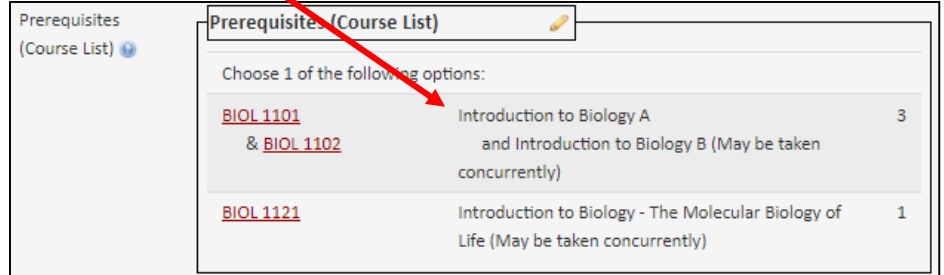 Prerequisites
(Course List)
Prerequisites (Course List)
Choose 1 of the following options:
BIOL 1101 Introduction to Biology A 3
& BIOL 1102 and Introduction to Biology B (May be taken
concurrently)
BIOL 1121 Introduction to Biology - The Molecular Biology of 1
Life (May be taken concurrently)